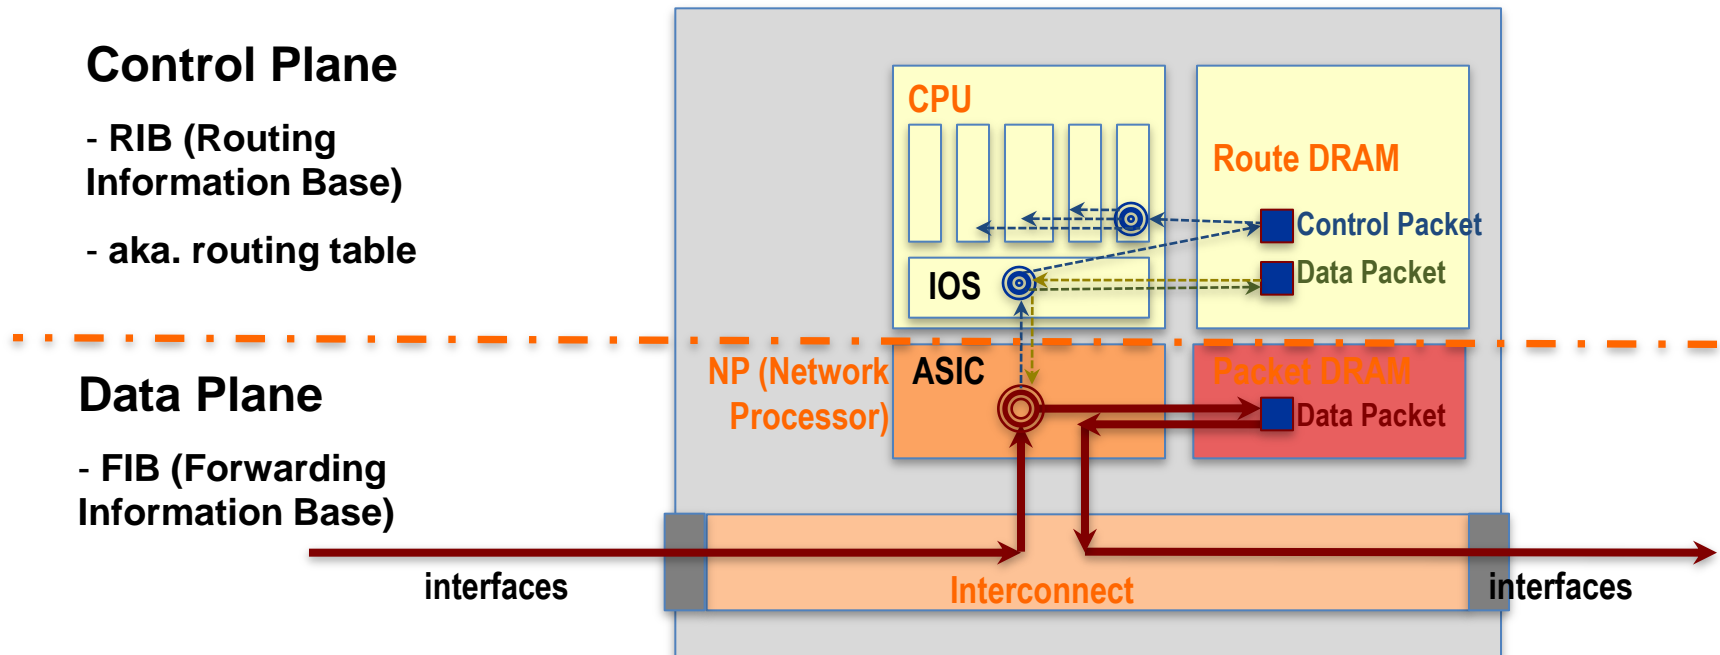 Control Plane
- RIB (Routing
Information Base)
- aka. routing table
CPU
Route DRAM
Control Packet
Data Packet
IOS
Data Plane
- FIB (Forwarding
Information Base)
NP (Network
Processor)
ASIC
Packet DRAM
Data Packet
interfaces
Interconnect
interfaces